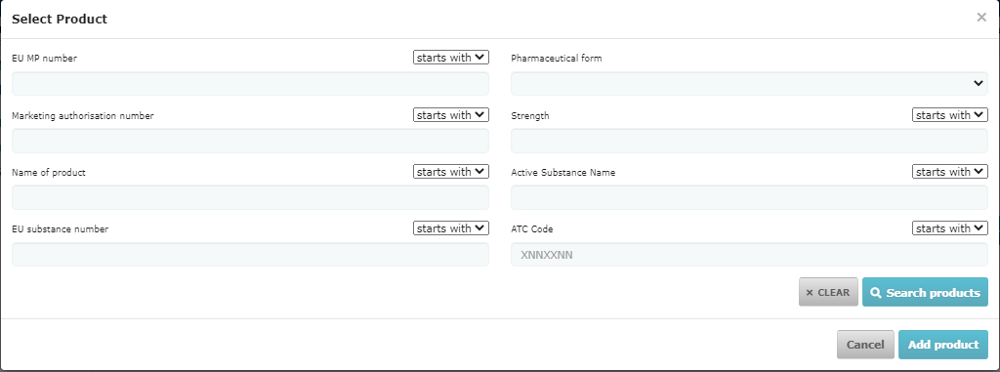 Select Product ×
EU MP number starts with Pharmaceutical form
Marketing authorisation number starts with Strength starts with
Name of product starts with Active Substance Name starts with
EU substance number starts with ATC Code starts with
XNNXXNN
× CLEAR Search products
Cancel Add product